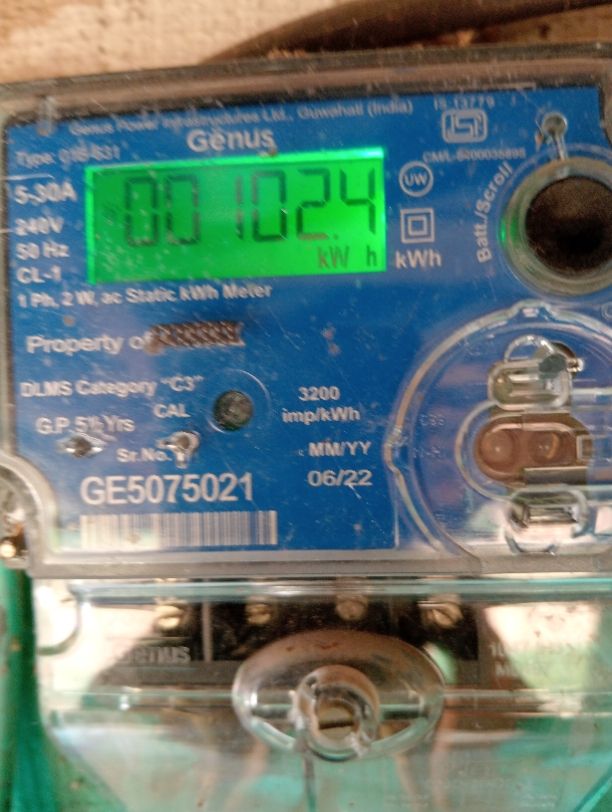 Genus Power Infrastructures Ltd., Guwahati (India)
IS 13779
Genus
Type:
5-30A
240V
50 Hz
CL-1
001024
kW h
UW
kWh
Batt./Scroll
1 Ph, 2 W, ac Static kWh Meter
Property of
DLMS Category "C3"
G.P. 5½ Yrs
CAL
3200
imp/kWh
Sr.No.
MM/YY
GE5075021
06/22
Genus